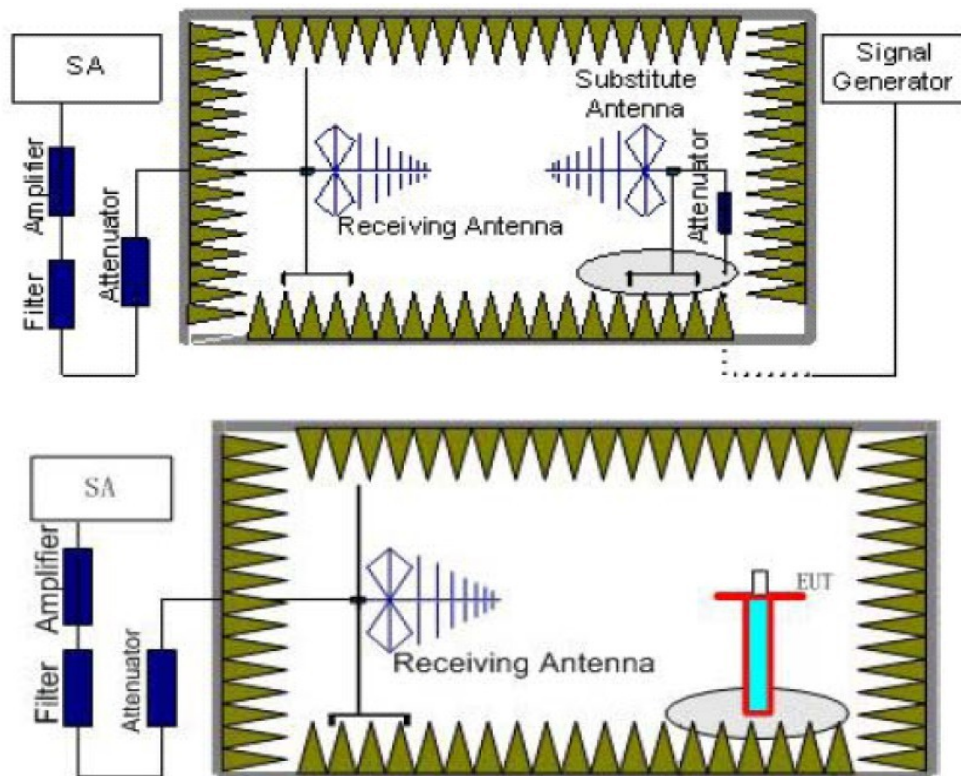 SA
Signal
Generator
Substitute
Antenna
Amplifier
Attenuator
Attenuator
Receiving Antenna
Filter
SA
Amplifier
EUT
Receiving Antenna
Filter
Attenuator